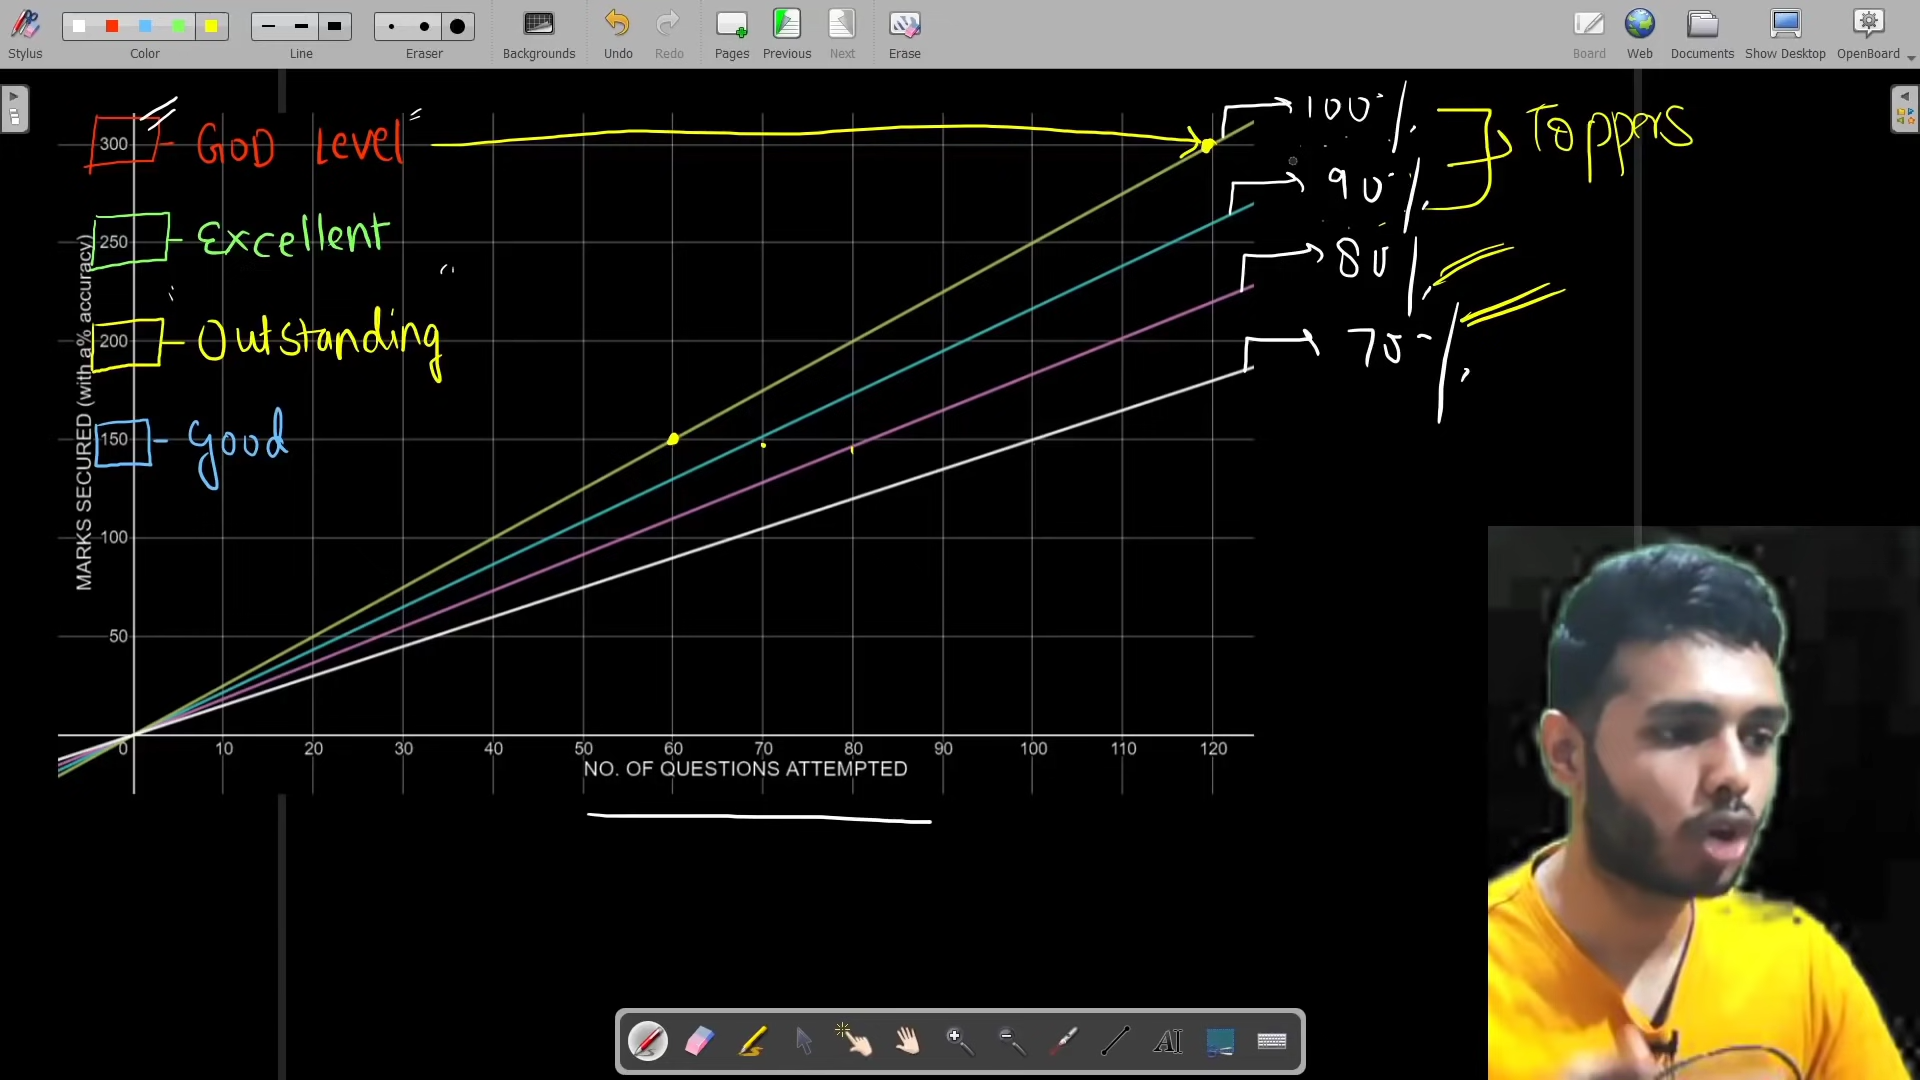 Stylus
Color
Line
Eraser
Backgrounds
Undo
Redo
Pages
Previous
Next
Erase
Board
Web
Documents
Show Desktop
OpenBoard
300 - GOD Level
250 - Excellent
200 - Outstanding
150 - Good
100
50
MARKS SECURED (with a% accuracy)
100%
90%
80%
70%
Toppers
0 10 20 30 40 50 60 70 80 90 100 110 120
NO. OF QUESTIONS ATTEMPTED
AI